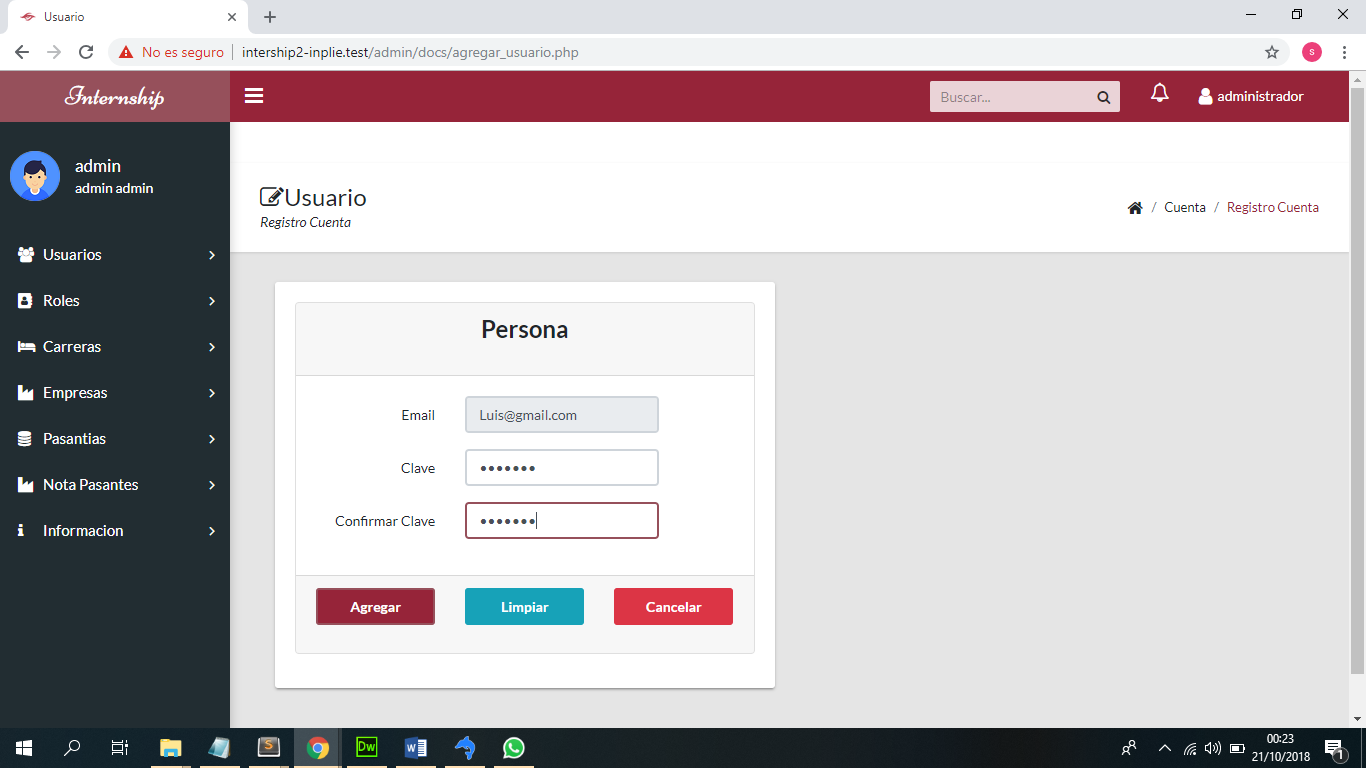 Usuario
No es seguro
intership2-inplie.test/admin/docs/agregar_usuario.php
s
Internship
Buscar...
administrador
admin
admin admin
Usuario
Registro Cuenta
/ Cuenta / Registro Cuenta
Usuarios
Roles
Carreras
Empresas
Pasantias
Nota Pasantes
Informacion
Persona
Email
Luis@gmail.com
Clave
•••••••
Confirmar Clave
•••••••
Agregar
Limpiar
Cancelar
S
Dw
W
00:23
21/10/2018
1